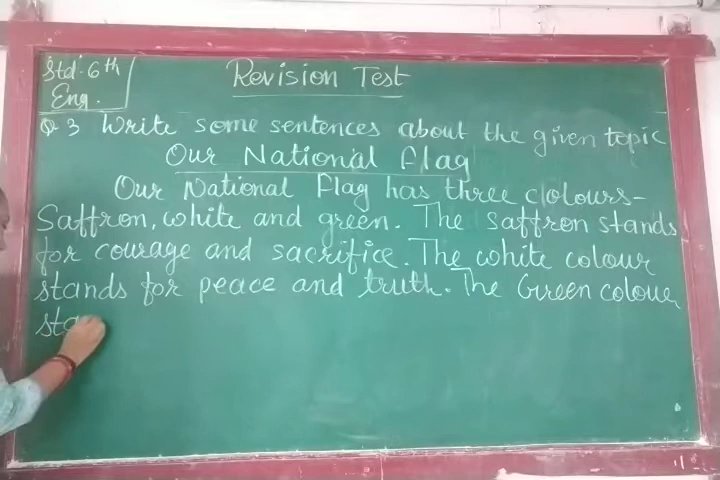 Std: 6th
Eng.
Revision Test
Q 3 Write some sentences about the given topic
Our National flag
Our National Flag has three colours-
Saffron, white and green. The saffron stands
for courage and sacrifice. The white colour
stands for peace and truth. The Green colour
sta